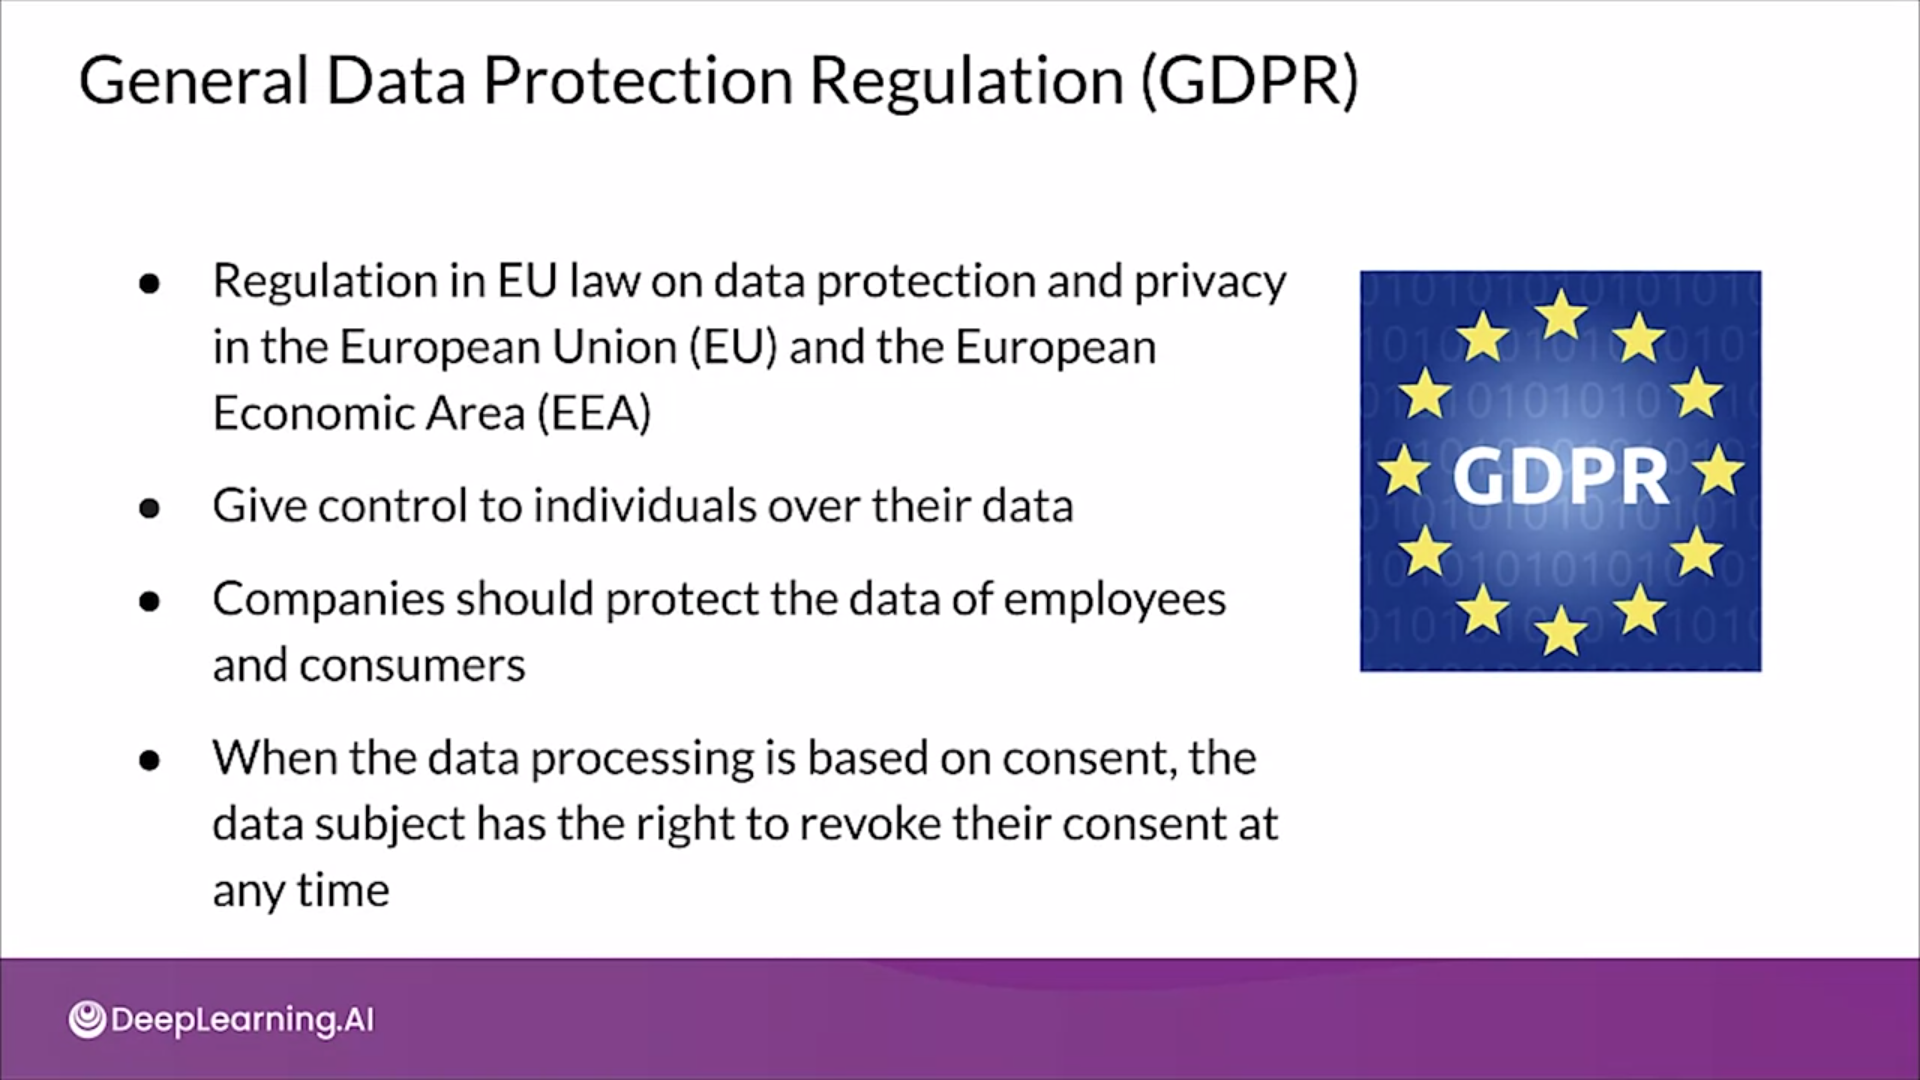 General Data Protection Regulation (GDPR)
● Regulation in EU law on data protection and privacy
in the European Union (EU) and the European
Economic Area (EEA)
● Give control to individuals over their data
● Companies should protect the data of employees
and consumers
● When the data processing is based on consent, the
data subject has the right to revoke their consent at
any time
GDPR
DeepLearning.AI